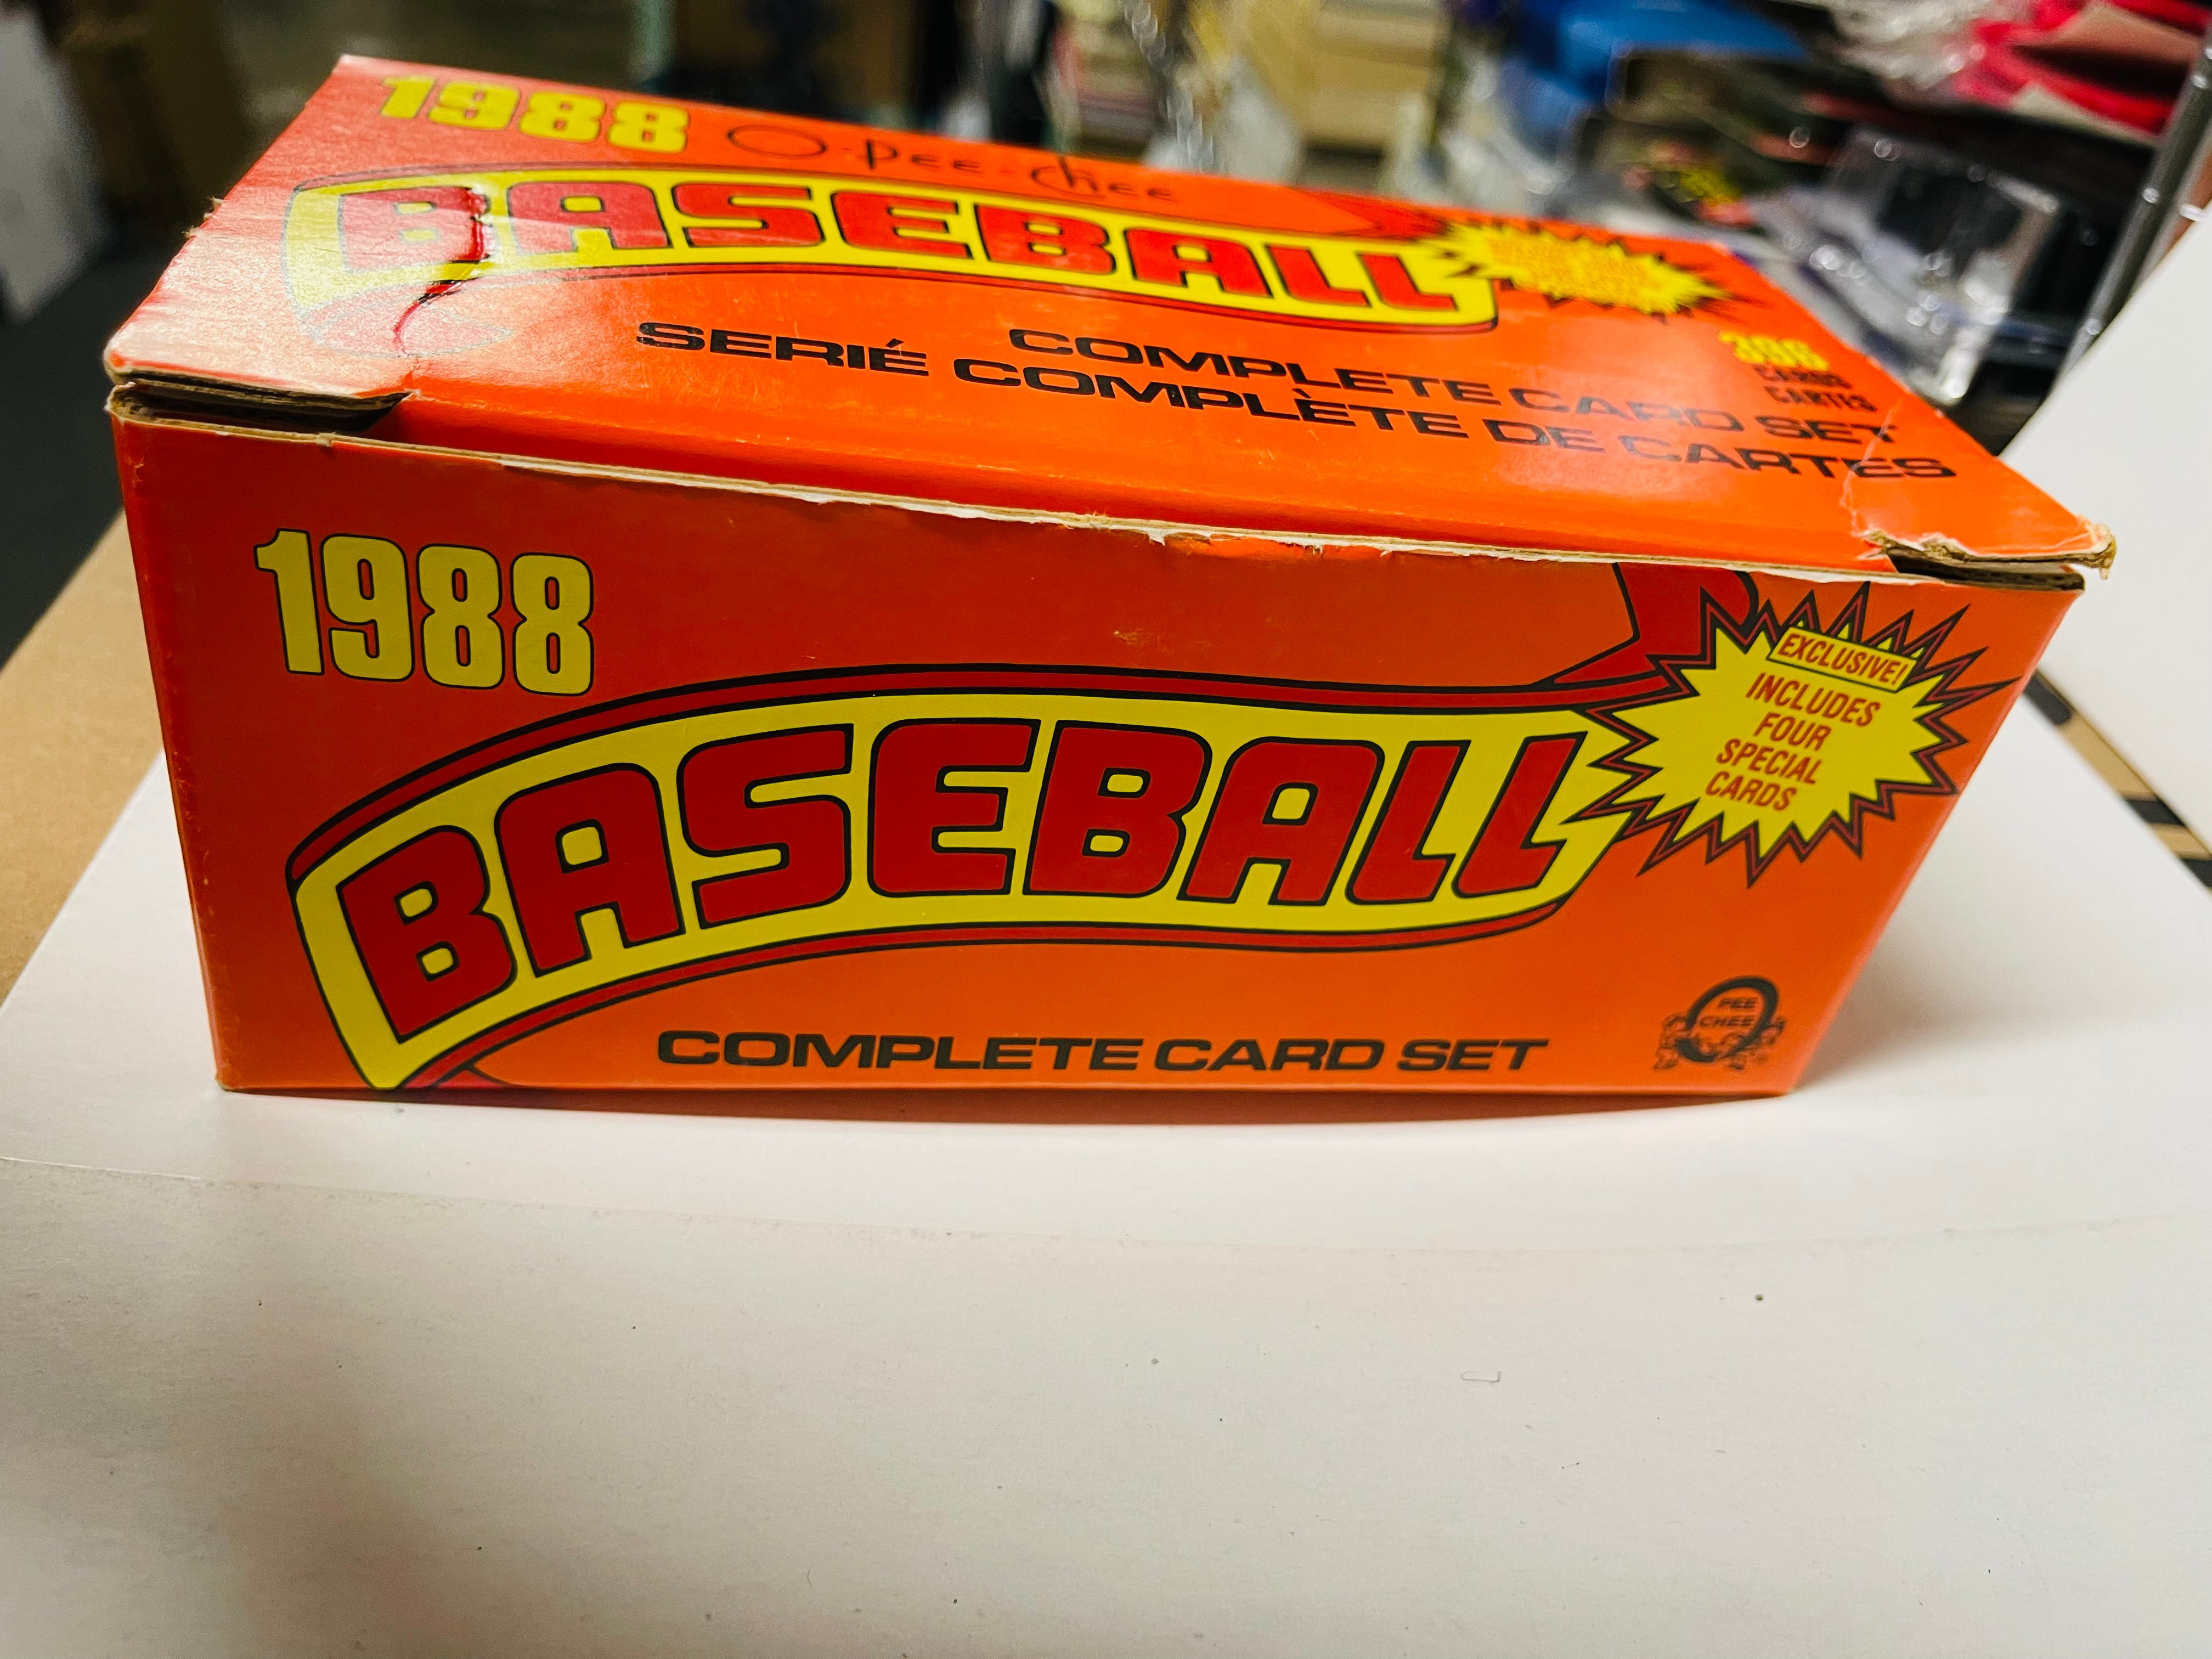 1988 O-Pee-Chee
BASEBALL
COMPLETE CARD SET
SERIÉ COMPLÈTE DE CARTES
396
CARDS
CARTES
1988
BASEBALL
COMPLETE CARD SET
EXCLUSIVE!
INCLUDES
FOUR
SPECIAL
CARDS
O
PEE
CHEE